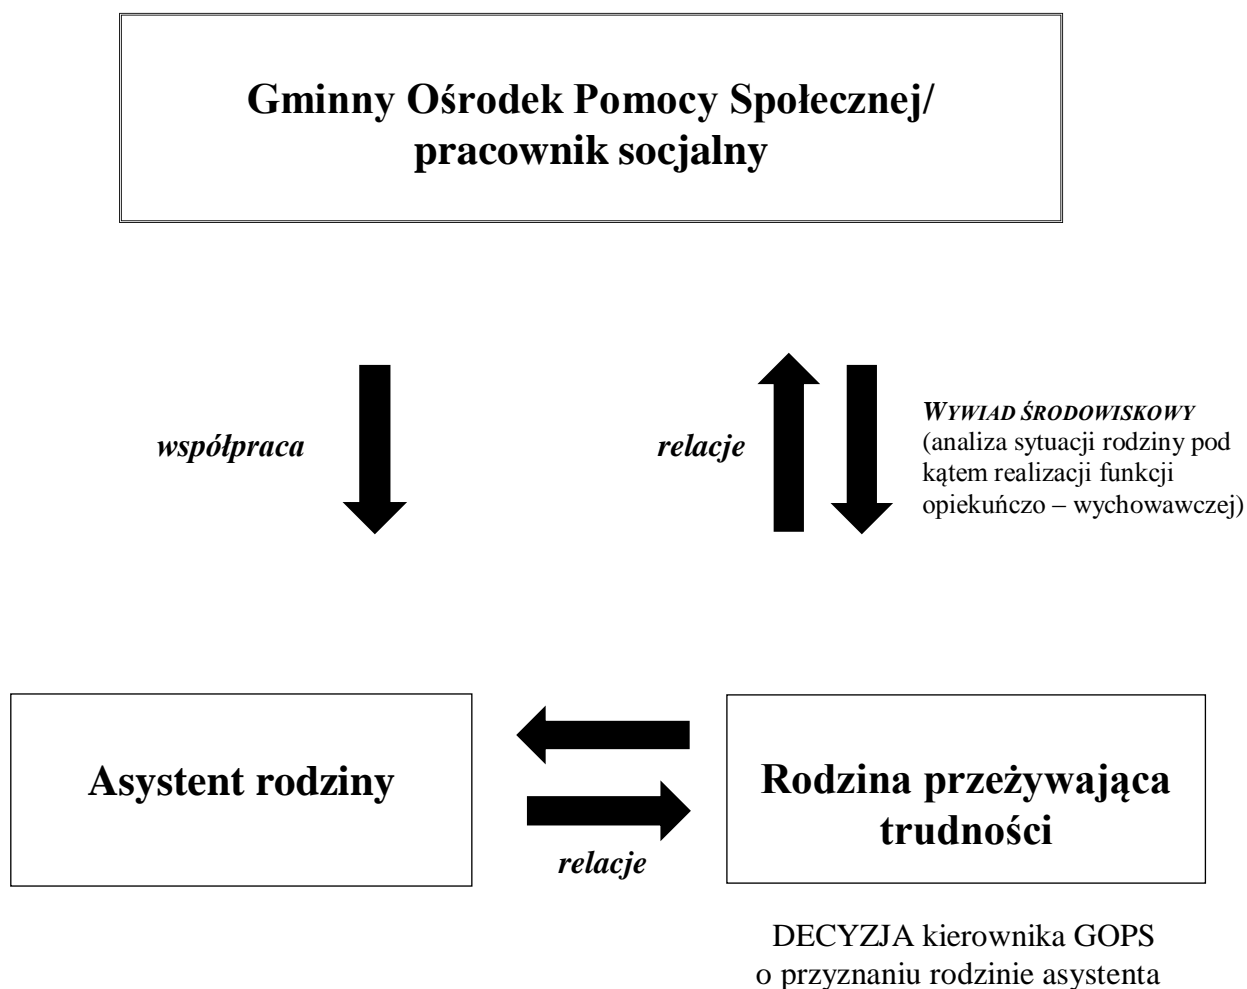 Gminny Ośrodek Pomocy Społecznej/
pracownik socjalny
współpraca
relacje
WYWIAD ŚRODOWISKOWY
(analiza sytuacji rodziny pod
kątem realizacji funkcji
opiekuńczo – wychowawczej)
Asystent rodziny
relacje
Rodzina przeżywająca
trudności
DECYZJA kierownika GOPS
o przyznaniu rodzinie asystenta